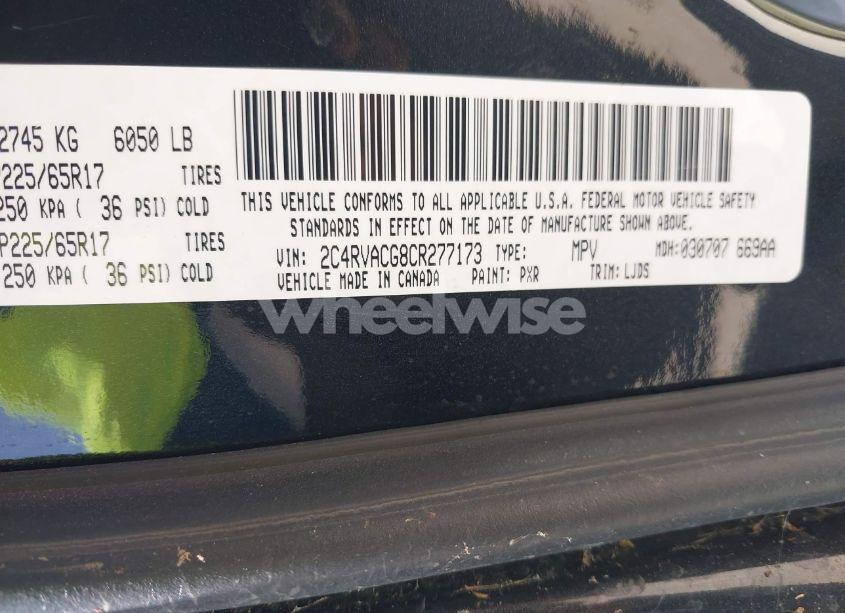 2745 KG 6050 LB
P225/65R17 TIRES
250 KPA ( 36 PSI) COLD
P225/65R17 TIRES
250 KPA ( 36 PSI) COLD
THIS VEHICLE CONFORMS TO ALL APPLICABLE U.S.A. FEDERAL MOTOR VEHICLE SAFETY
STANDARDS IN EFFECT ON THE DATE OF MANUFACTURE SHOWN ABOVE.
VIN: 2C4RVACG8CR277173 TYPE: MPV MDH: 030707 669AA
VEHICLE MADE IN CANADA PAINT: PXR TRIM: LJDS
wheelwise